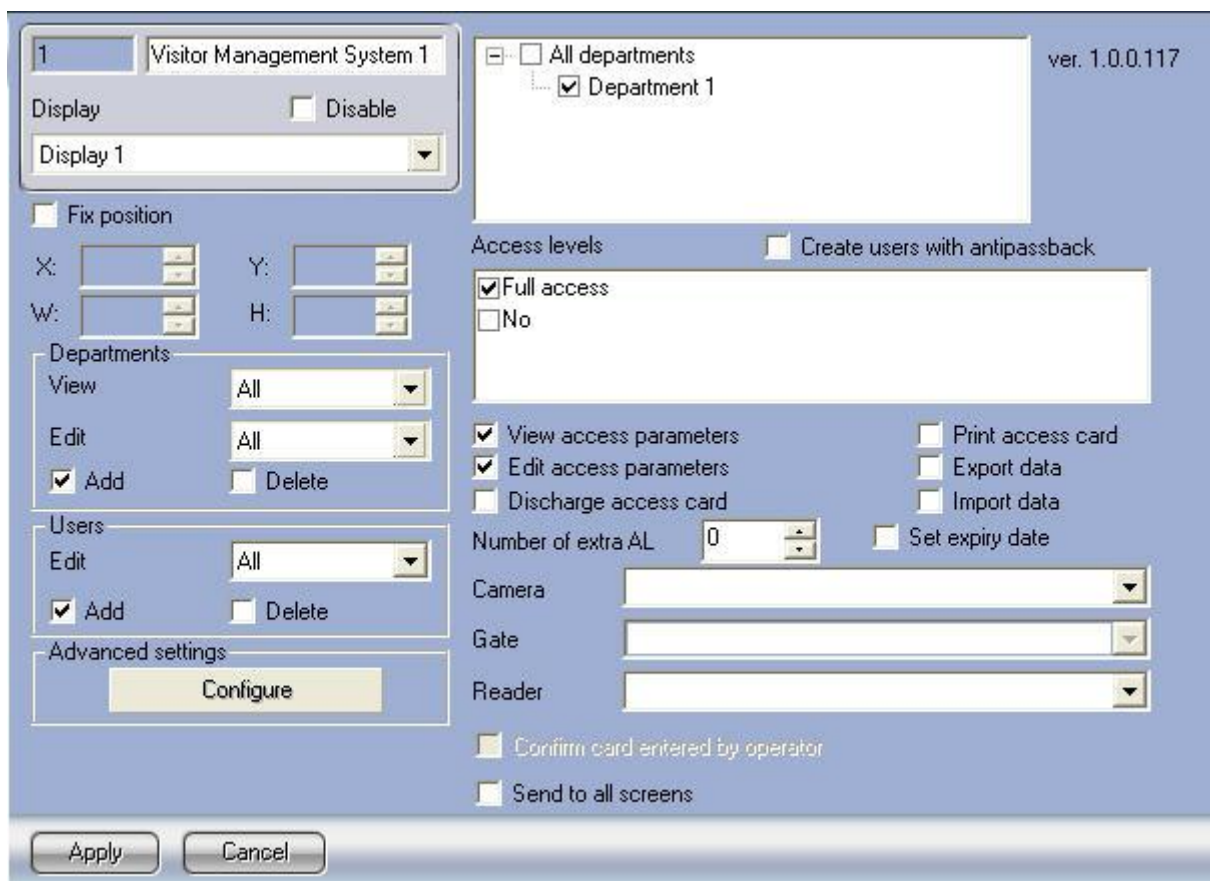 1 Visitor Management System 1
Display Disable
Display 1
Fix position
X: Y:
W: H:
Departments
View All
Edit All
Add Delete
Users
Edit All
Add Delete
Advanced settings
Configure
All departments
Department 1
ver. 1.0.0.117
Access levels Create users with antipassback
Full access
No
View access parameters Print access card
Edit access parameters Export data
Discharge access card Import data
Number of extra AL 0 Set expiry date
Camera
Gate
Reader
Confirm card entered by operator
Send to all screens
Apply Cancel